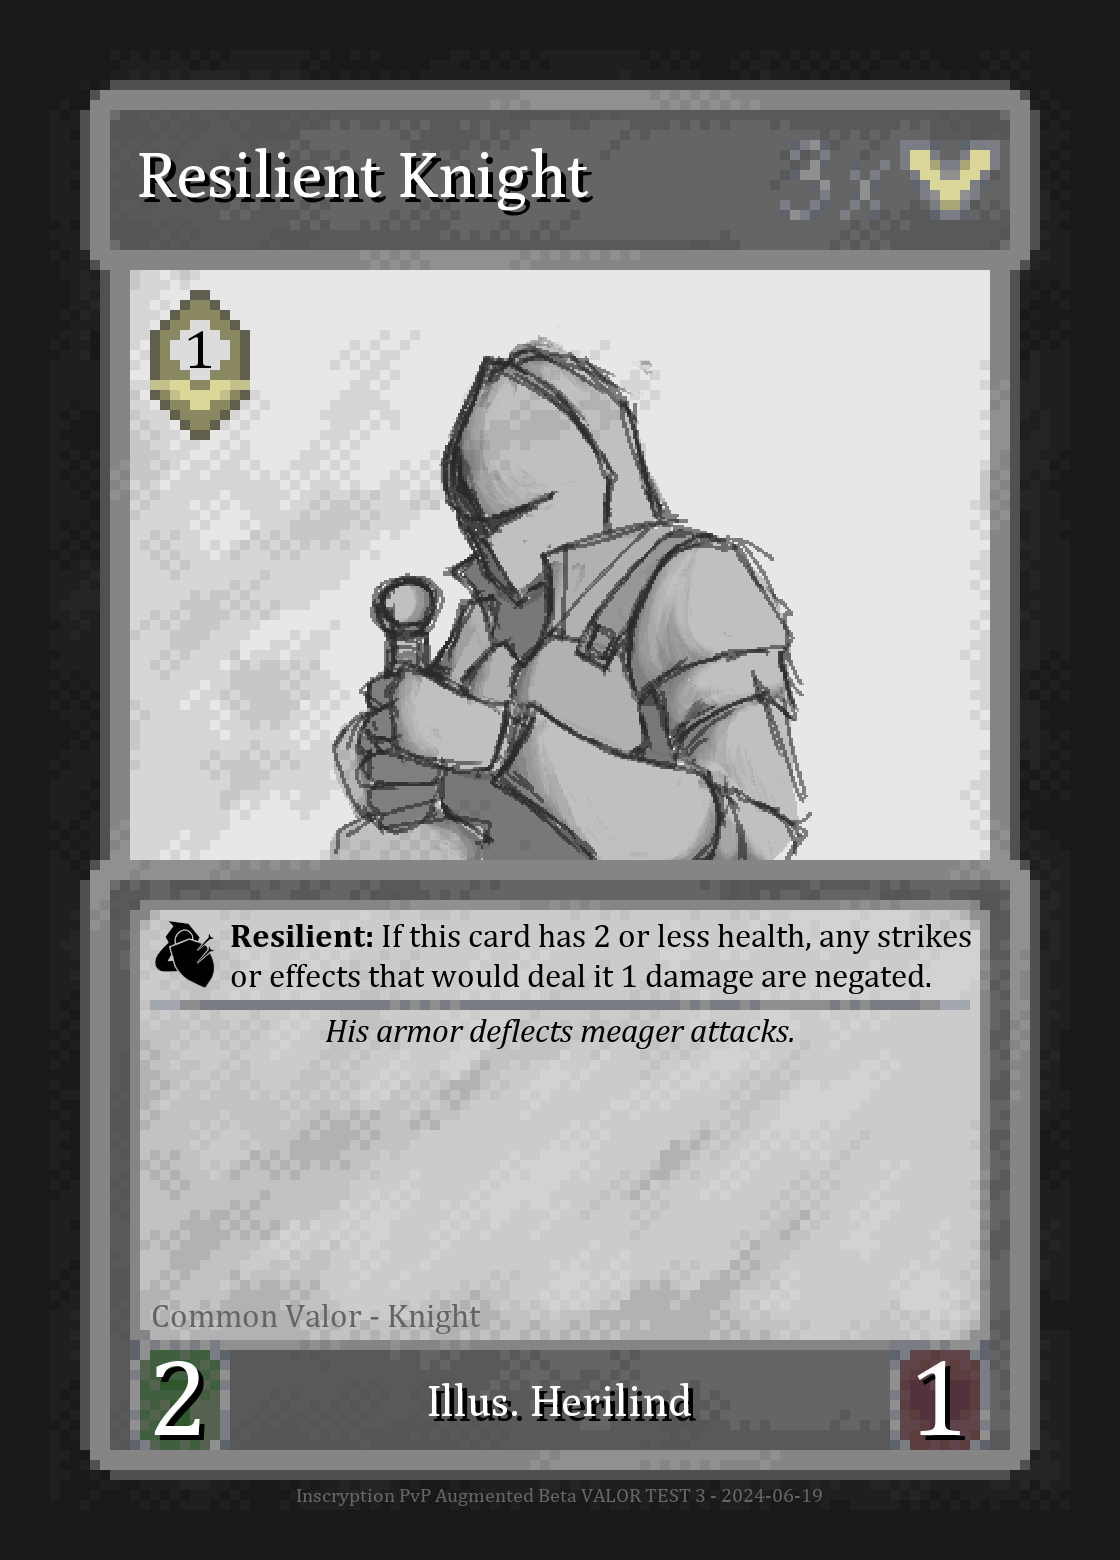 Resilient Knight
3x
1
Resilient: If this card has 2 or less health, any strikes
or effects that would deal it 1 damage are negated.
His armor deflects meager attacks.
Common Valor - Knight
2
Illus. Herilind
1
Inscryption PvP Augmented Beta VALOR TEST 3 - 2024-06-19